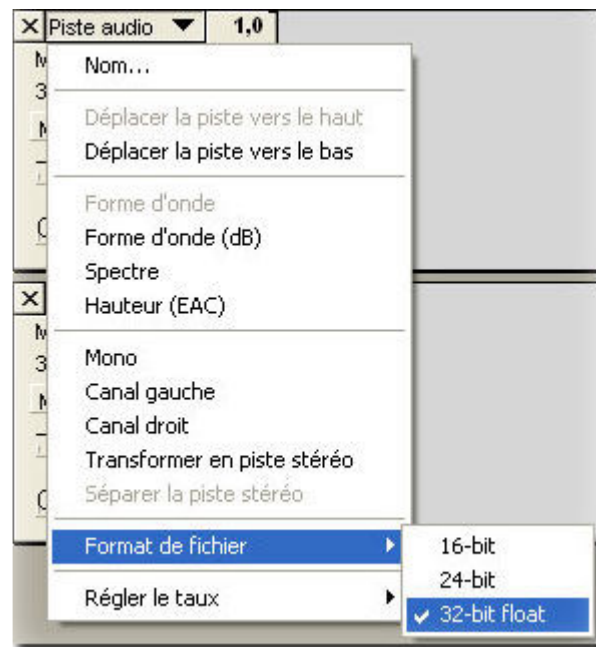 Piste audio
1,0
Nom...
Déplacer la piste vers le haut
Déplacer la piste vers le bas
Forme d'onde
Forme d'onde (dB)
Spectre
Hauteur (EAC)
Mono
Canal gauche
Canal droit
Transformer en piste stéréo
Séparer la piste stéréo
Format de fichier
16-bit
24-bit
32-bit float
Régler le taux